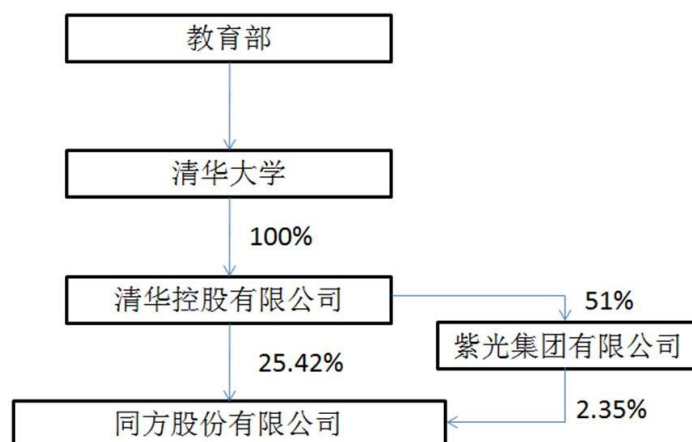 教育部
清华大学
100%
清华控股有限公司
51%
紫光集团有限公司
25.42%
2.35%
同方股份有限公司